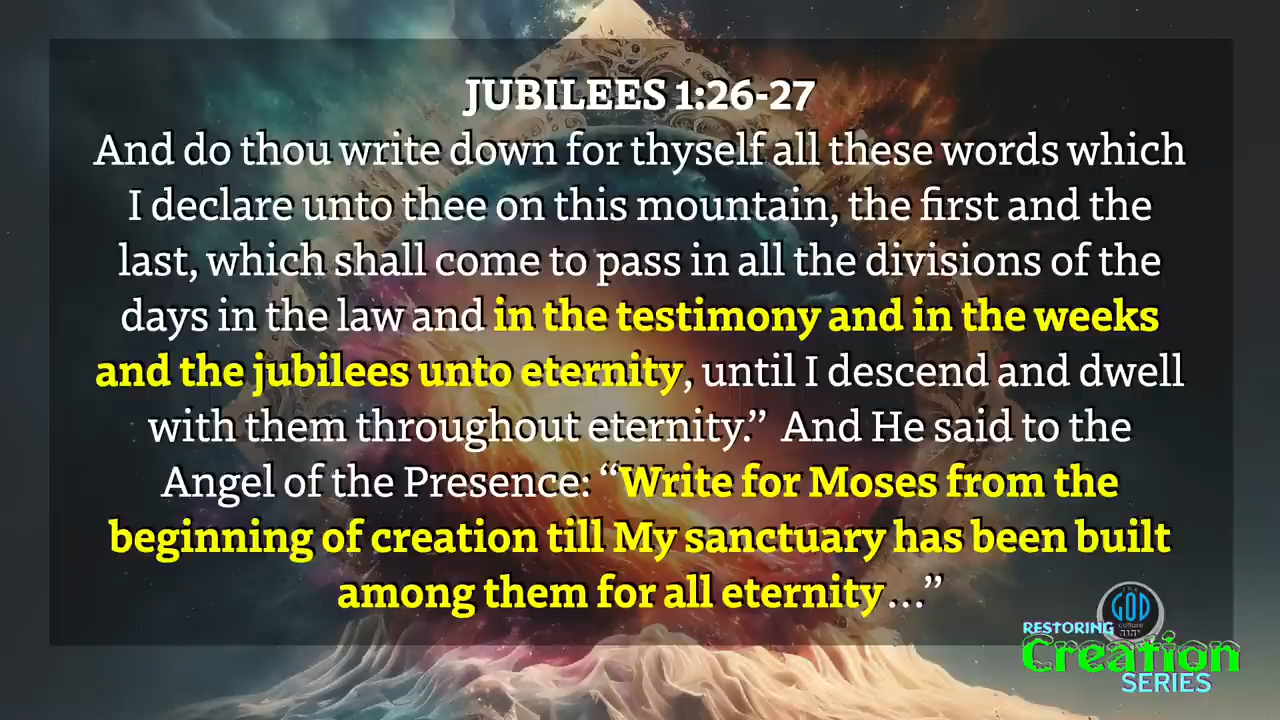 JUBILEES 1:26-27
And do thou write down for thyself all these words which
I declare unto thee on this mountain, the first and the
last, which shall come to pass in all the divisions of the
days in the law and in the testimony and in the weeks
and the jubilees unto eternity, until I descend and dwell
with them throughout eternity.” And He said to the
Angel of the Presence: “Write for Moses from the
beginning of creation till My sanctuary has been built
among them for all eternity…”
GOD
culture
יהוה
RESTORING
Creation
SERIES